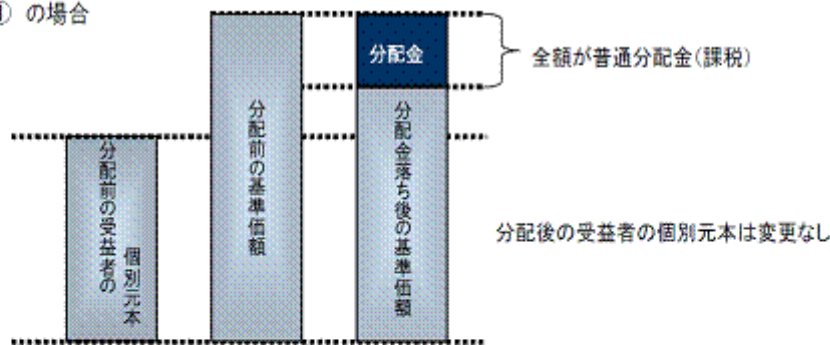 の場合
分配金
全額が普通分配金(課税)
分配前の受益者の
個別元本
分配前の基準価額
分配金落ち後の基準価額
分配後の受益者の個別元本は変更なし